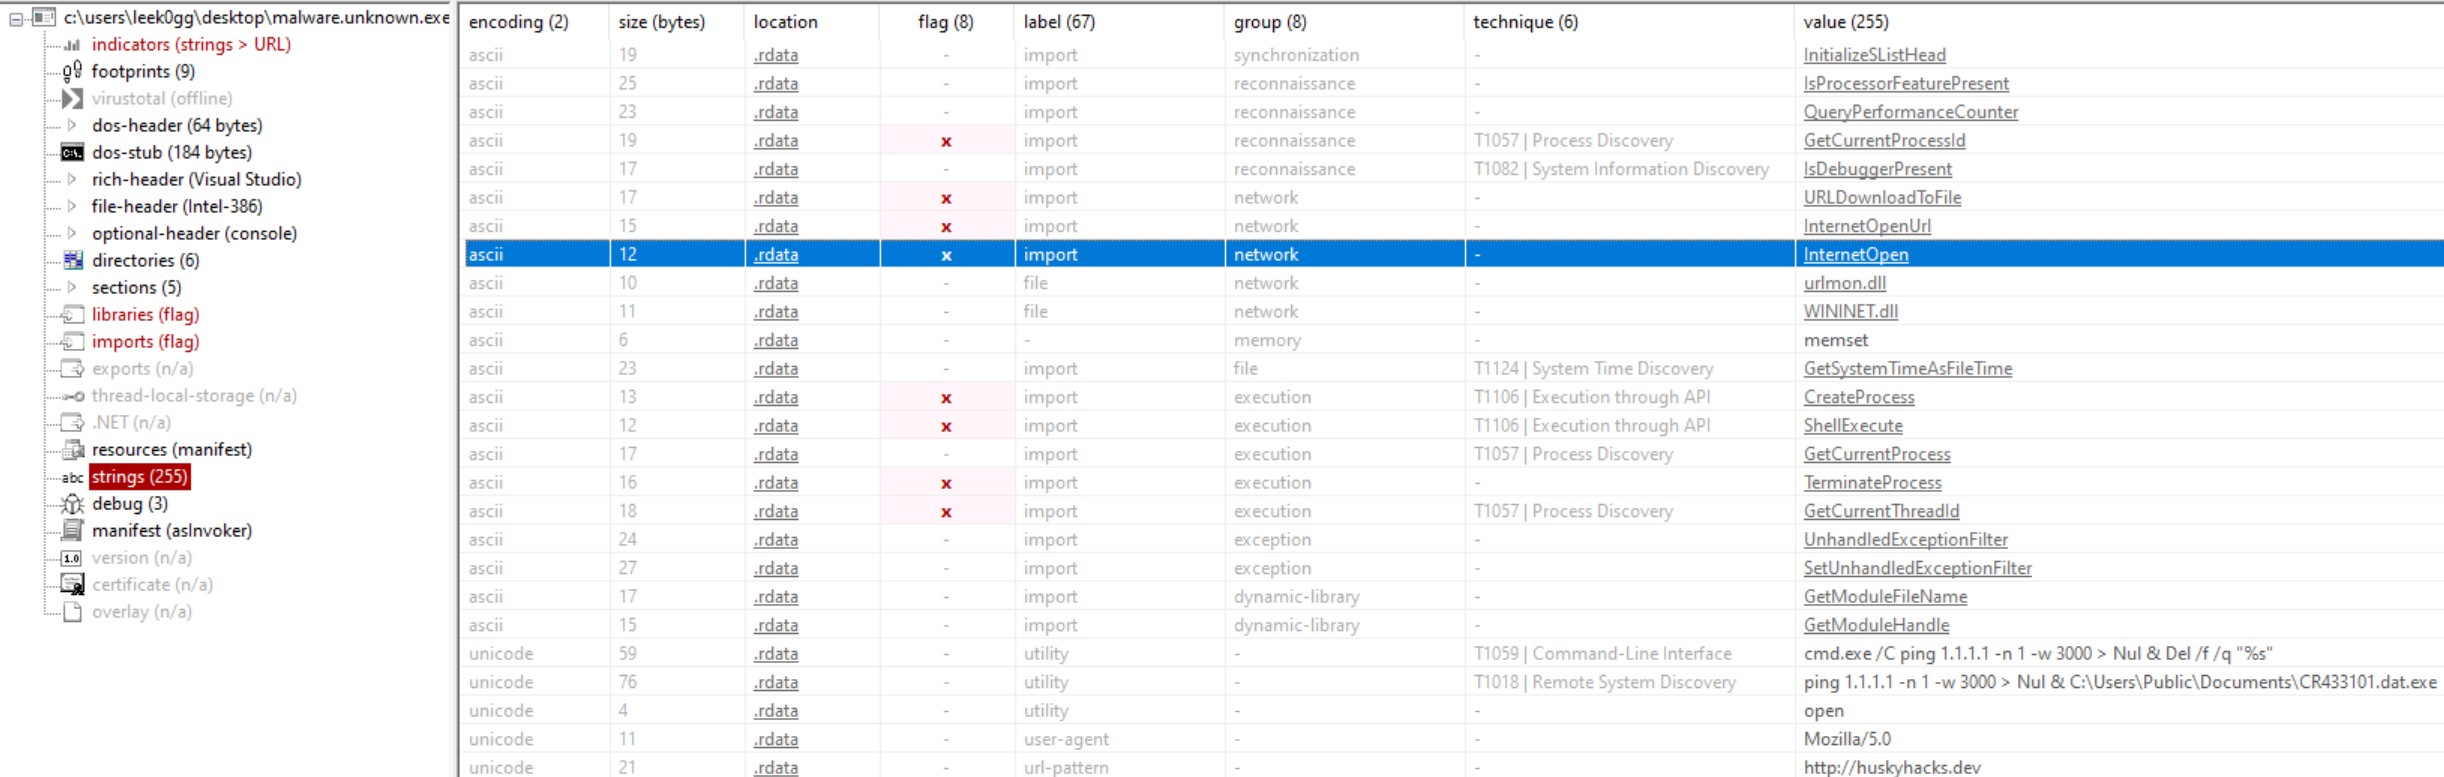 c:\users\leek0gg\desktop\malware.unknown.exe
indicators (strings > URL)
footprints (9)
virustotal (offline)
dos-header (64 bytes)
dos-stub (184 bytes)
rich-header (Visual Studio)
file-header (Intel-386)
optional-header (console)
directories (6)
sections (5)
libraries (flag)
imports (flag)
exports (n/a)
thread-local-storage (n/a)
.NET (n/a)
resources (manifest)
abc strings (255)
debug (3)
manifest (asInvoker)
1.0 version (n/a)
certificate (n/a)
overlay (n/a)
encoding (2) size (bytes) location flag (8) label (67) group (8) technique (6) value (255)
ascii 19 .rdata - import synchronization - InitializeSListHead
ascii 25 .rdata - import reconnaissance - IsProcessorFeaturePresent
ascii 23 .rdata - import reconnaissance - QueryPerformanceCounter
ascii 19 .rdata x import reconnaissance T1057 | Process Discovery GetCurrentProcessId
ascii 17 .rdata - import reconnaissance T1082 | System Information Discovery IsDebuggerPresent
ascii 17 .rdata x import network - URLDownloadToFile
ascii 15 .rdata x import network - InternetOpenUrl
ascii 12 .rdata x import network - InternetOpen
ascii 10 .rdata - file network - urlmon.dll
ascii 11 .rdata - file network - WININET.dll
ascii 6 .rdata - - memory - memset
ascii 23 .rdata - import file T1124 | System Time Discovery GetSystemTimeAsFileTime
ascii 13 .rdata x import execution T1106 | Execution through API CreateProcess
ascii 12 .rdata x import execution T1106 | Execution through API ShellExecute
ascii 17 .rdata - import execution T1057 | Process Discovery GetCurrentProcess
ascii 16 .rdata x import execution - TerminateProcess
ascii 18 .rdata x import execution T1057 | Process Discovery GetCurrentThreadId
ascii 24 .rdata - import exception - UnhandledExceptionFilter
ascii 27 .rdata - import exception - SetUnhandledExceptionFilter
ascii 17 .rdata - import dynamic-library - GetModuleFileName
ascii 15 .rdata - import dynamic-library - GetModuleHandle
unicode 59 .rdata - utility - T1059 | Command-Line Interface cmd.exe /C ping 1.1.1.1 -n 1 -w 3000 > Nul & Del /f /q "%s"
unicode 76 .rdata - utility - T1018 | Remote System Discovery ping 1.1.1.1 -n 1 -w 3000 > Nul & C:\Users\Public\Documents\CR433101.dat.exe
unicode 4 .rdata - utility - - open
unicode 11 .rdata - user-agent - - Mozilla/5.0
unicode 21 .rdata - url-pattern - - http://huskyhacks.dev